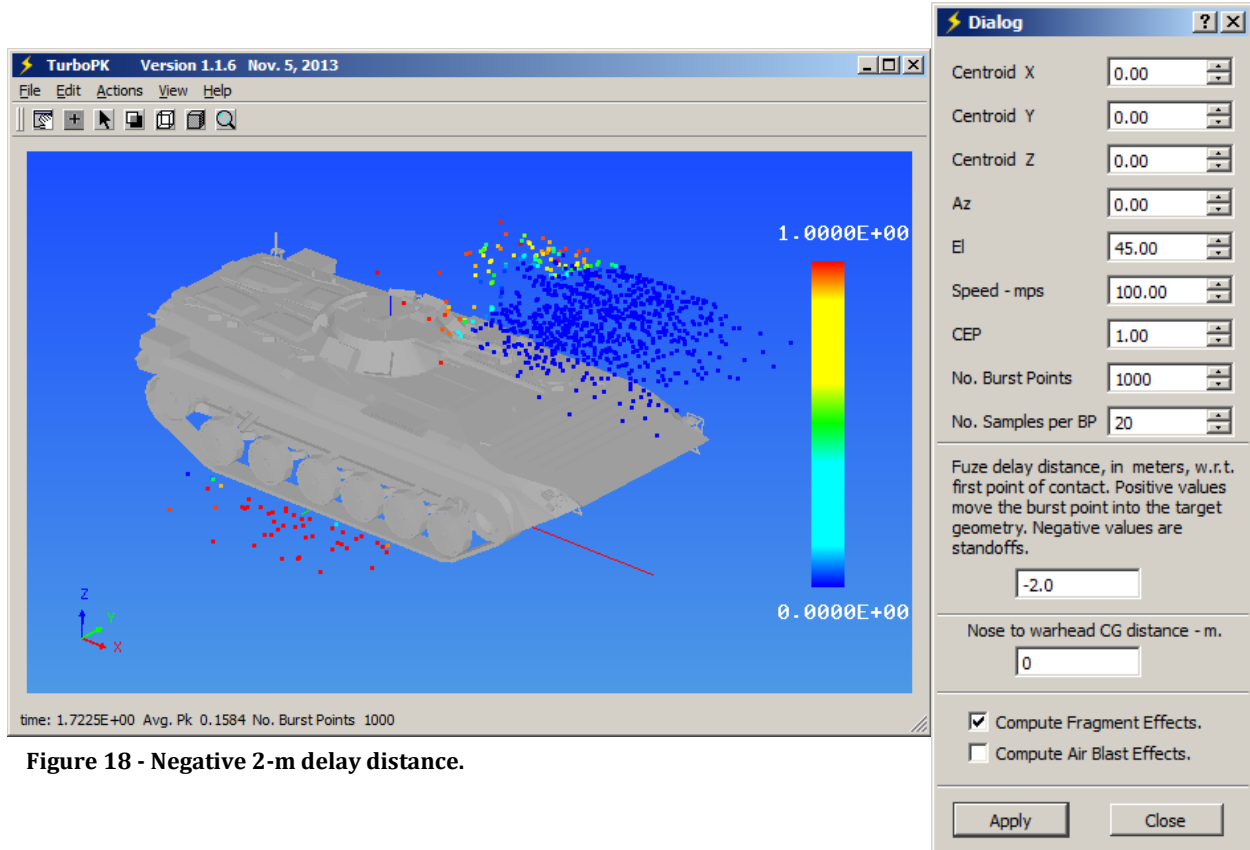 TurboPK Version 1.1.6 Nov. 5, 2013
File Edit Actions View Help
1.0000E+00
0.0000E+00
Z
Y
X
time: 1.7225E+00 Avg. Pk 0.1584 No. Burst Points 1000
Figure 18 - Negative 2-m delay distance.
Dialog
Centroid X 0.00
Centroid Y 0.00
Centroid Z 0.00
Az 0.00
El 45.00
Speed - mps 100.00
CEP 1.00
No. Burst Points 1000
No. Samples per BP 20
Fuze delay distance, in meters, w.r.t.
first point of contact. Positive values
move the burst point into the target
geometry. Negative values are
standoffs.
-2.0
Nose to warhead CG distance - m.
0
Compute Fragment Effects.
Compute Air Blast Effects.
Apply Close